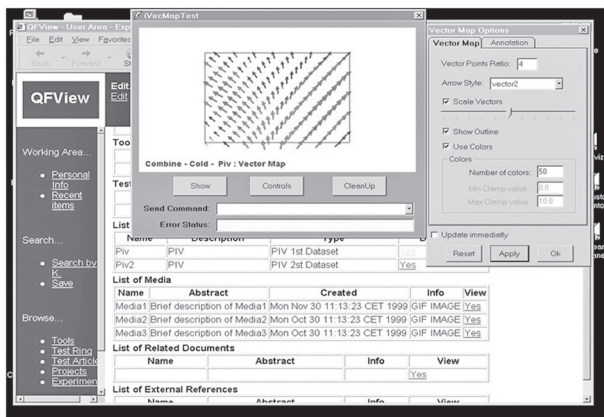 QFView - User Area - Exp
File Edit View Favorites
Back Forward St
QFView
Edit
Edit
Working Area...
Personal Info
Recent items
Search...
Search by K.
Save
Browse...
Tools
Test Ring
Test Article
Projects
Experimen
iVecMapTest
Combine - Cold - Piv : Vector Map
Show Controls CleanUp
Send Command:
Error Status:
Vector Map Options
Vector Map Annotation
Vector Points Ratio: 4
Arrow Style: vector2
Scale Vectors
Show Outline
Use Colors
Colors
Number of colors: 50
Min Clamp value: 0.0
Max Clamp value: 10.0
Update immediatly
Reset Apply Ok
Too
Test
List
Name Description Type D
Piv PIV PIV 1st Dataset Yes
Piv2 PIV PIV 2st Dataset Yes
List of Media
Name Abstract Created Info View
Media1 Brief description of Media1 Mon Nov 30 11:13:23 CET 1999 GIF IMAGE Yes
Media2 Brief description of Media2 Mon Oct 30 11:13:23 CET 1999 GIF IMAGE Yes
Media3 Brief description of Media3 Mon Oct 30 11:13:23 CET 1999 GIF IMAGE Yes
List of Related Documents
Name Abstract Info View
Yes
List of External References
Name Abstract Info View